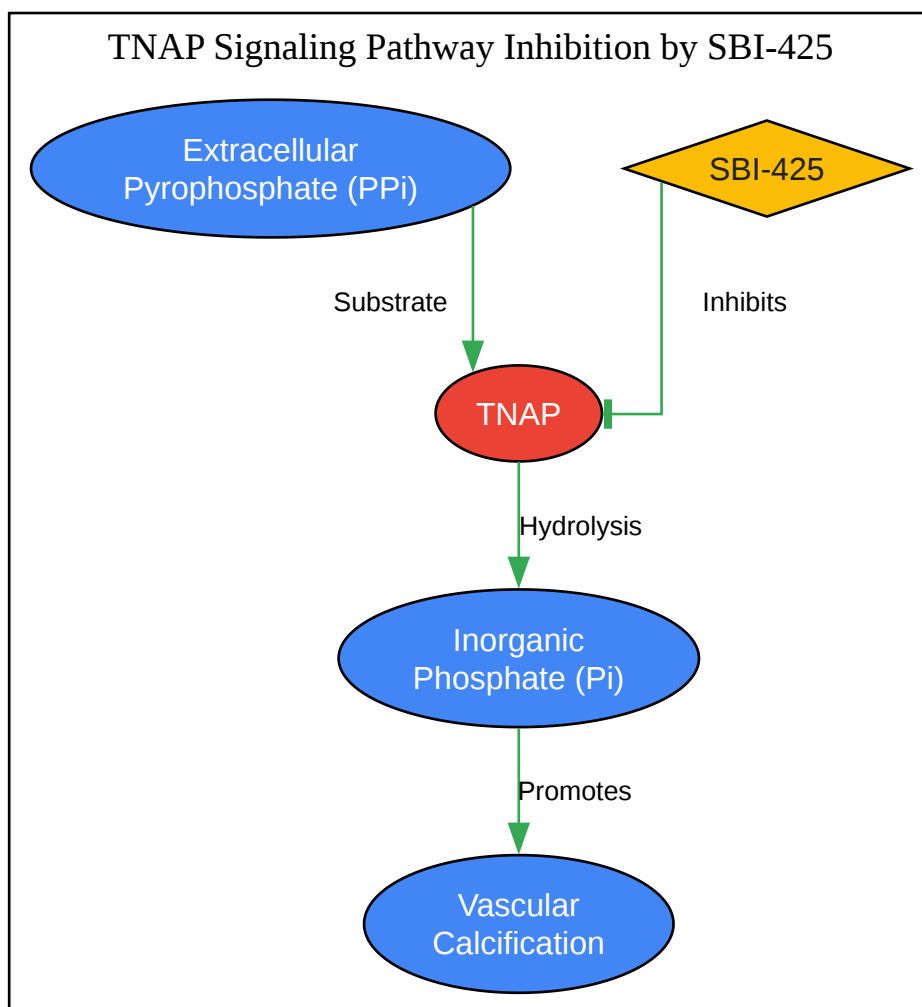 TNAP Signaling Pathway Inhibition by SBI-425
Extracellular
Pyrophosphate (PPi)
SBI-425
Substrate
Inhibits
TNAP
Hydrolysis
Inorganic
Phosphate (Pi)
Promotes
Vascular
Calcification